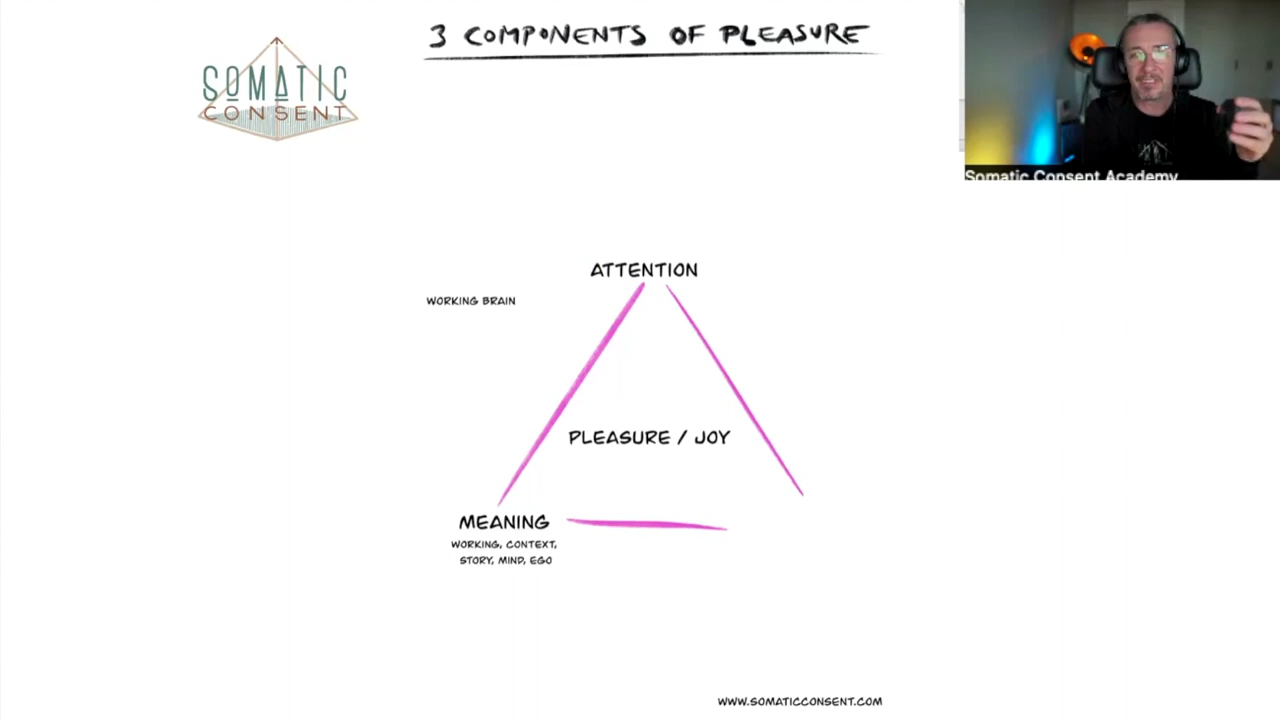 3 COMPONENTS OF PLEASURE
SOMATIC
CONSENT
Somatic Consent Academy
ATTENTION
WORKING BRAIN
PLEASURE / JOY
MEANING
WORKING, CONTEXT,
STORY, MIND, EGO
WWW.SOMATICCONSENT.COM